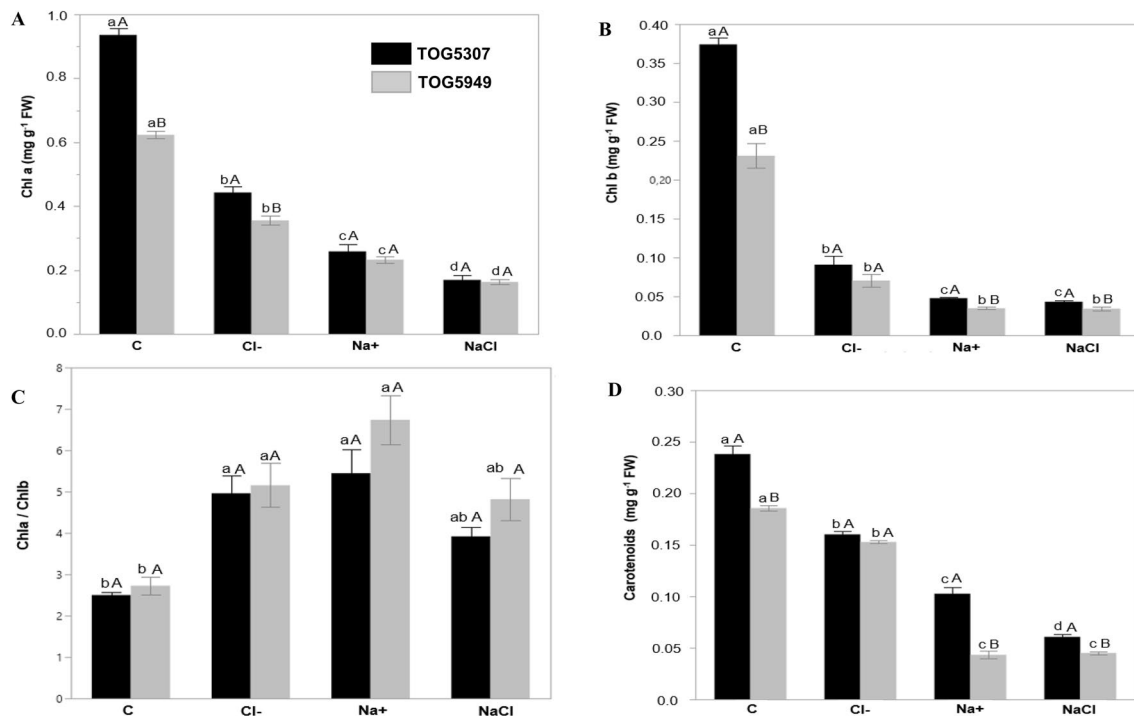 A
Chl a (mg g-1 FW)
1.0
0.8
0.6
0.4
0.2
0.0
aA
aB
bA
bB
cA
cA
dA
dA
TOG5307
TOG5949
C
Cl-
Na+
NaCl
B
Chl b (mg g-1 FW)
0.40
0.35
0.30
0.25
0,20
0.15
0.10
0.05
0.0
aA
aB
bA
bA
cA
bB
cA
bB
C
Cl-
Na+
NaCl
C
Chla / Chlb
8
7
6
5
4
3
2
1
0
bA
bA
aA
aA
aA
aA
ab A
ab A
C
Cl-
Na+
NaCl
D
Carotenoids (mg g-1 FW)
0.30
0.25
0.20
0.15
0.10
0.05
0.0
aA
aB
bA
bA
cA
cB
dA
cB
C
Cl-
Na+
NaCl